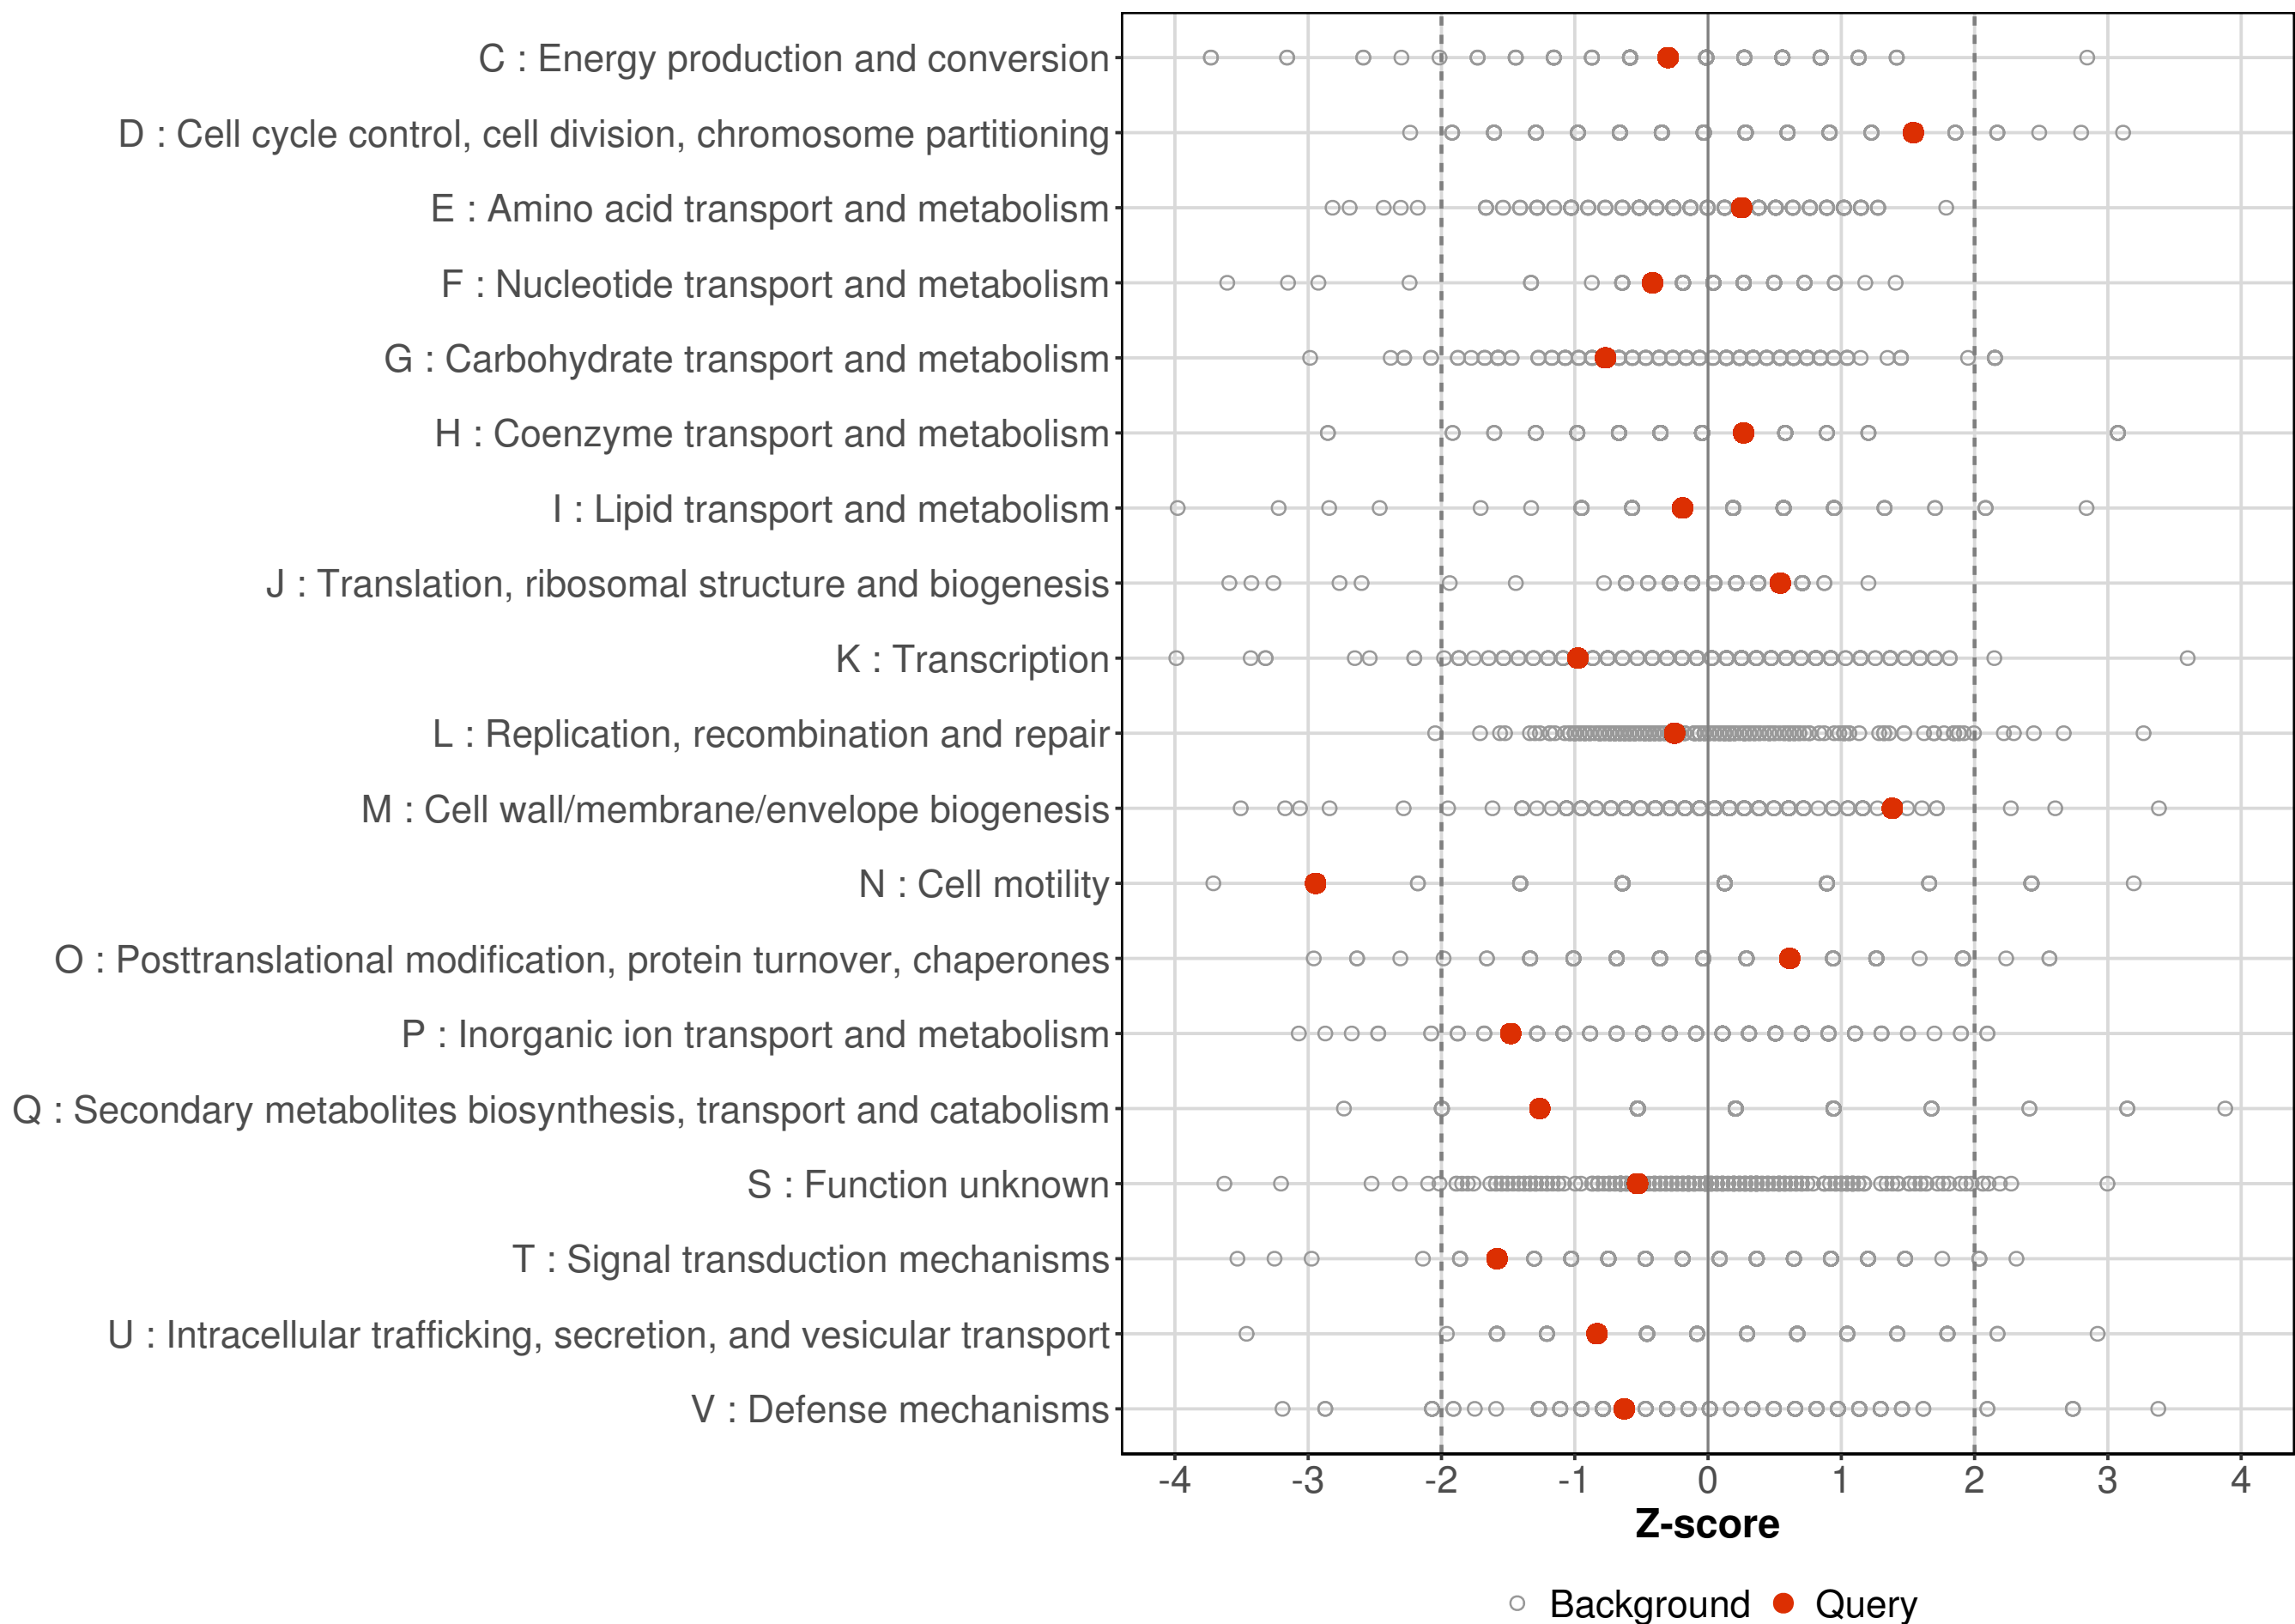 C : Energy production and conversion
D : Cell cycle control, cell division, chromosome partitioning
E : Amino acid transport and metabolism
F : Nucleotide transport and metabolism
G : Carbohydrate transport and metabolism
H : Coenzyme transport and metabolism
I : Lipid transport and metabolism
J : Translation, ribosomal structure and biogenesis
K : Transcription
L : Replication, recombination and repair
M : Cell wall/membrane/envelope biogenesis
N : Cell motility
O : Posttranslational modification, protein turnover, chaperones
P : Inorganic ion transport and metabolism
Q : Secondary metabolites biosynthesis, transport and catabolism
S : Function unknown
T : Signal transduction mechanisms
U : Intracellular trafficking, secretion, and vesicular transport
V : Defense mechanisms
-4 -3 -2 -1 0 1 2 3 4
Z-score
Background Query